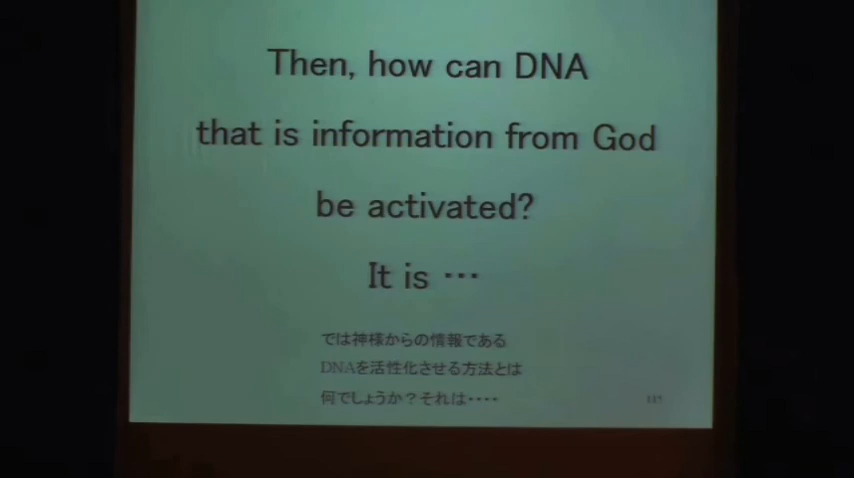 Then, how can DNA
that is information from God
be activated?
It is ･･･
では神様からの情報である
DNAを活性化させる方法とは
何でしょうか？それは････